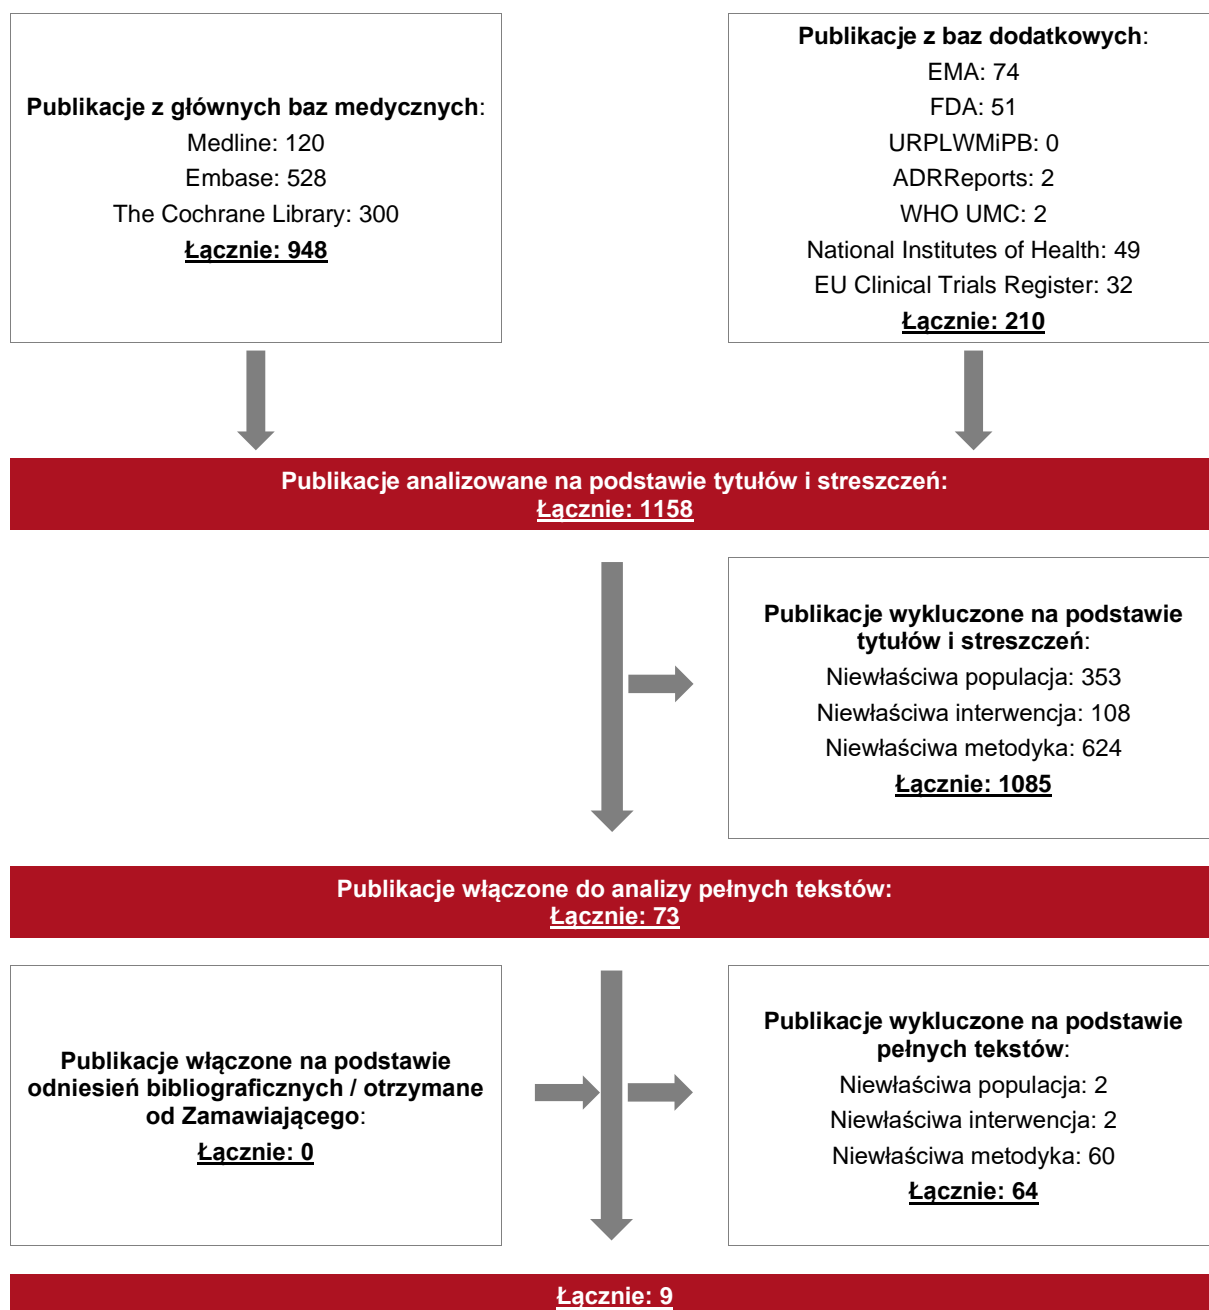 Publikacje z głównych baz medycznych:
Medline: 120
Embase: 528
The Cochrane Library: 300
Łącznie: 948
Publikacje z baz dodatkowych:
EMA: 74
FDA: 51
URPLWMiPB: 0
ADRReports: 2
WHO UMC: 2
National Institutes of Health: 49
EU Clinical Trials Register: 32
Łącznie: 210
Publikacje analizowane na podstawie tytułów i streszczeń:
Łącznie: 1158
Publikacje wykluczone na podstawie
tytułów i streszczeń:
Niewłaściwa populacja: 353
Niewłaściwa interwencja: 108
Niewłaściwa metodyka: 624
Łącznie: 1085
Publikacje włączone do analizy pełnych tekstów:
Łącznie: 73
Publikacje włączone na podstawie
odniesień bibliograficznych / otrzymane
od Zamawiającego:
Łącznie: 0
Publikacje wykluczone na podstawie
pełnych tekstów:
Niewłaściwa populacja: 2
Niewłaściwa interwencja: 2
Niewłaściwa metodyka: 60
Łącznie: 64
Łącznie: 9